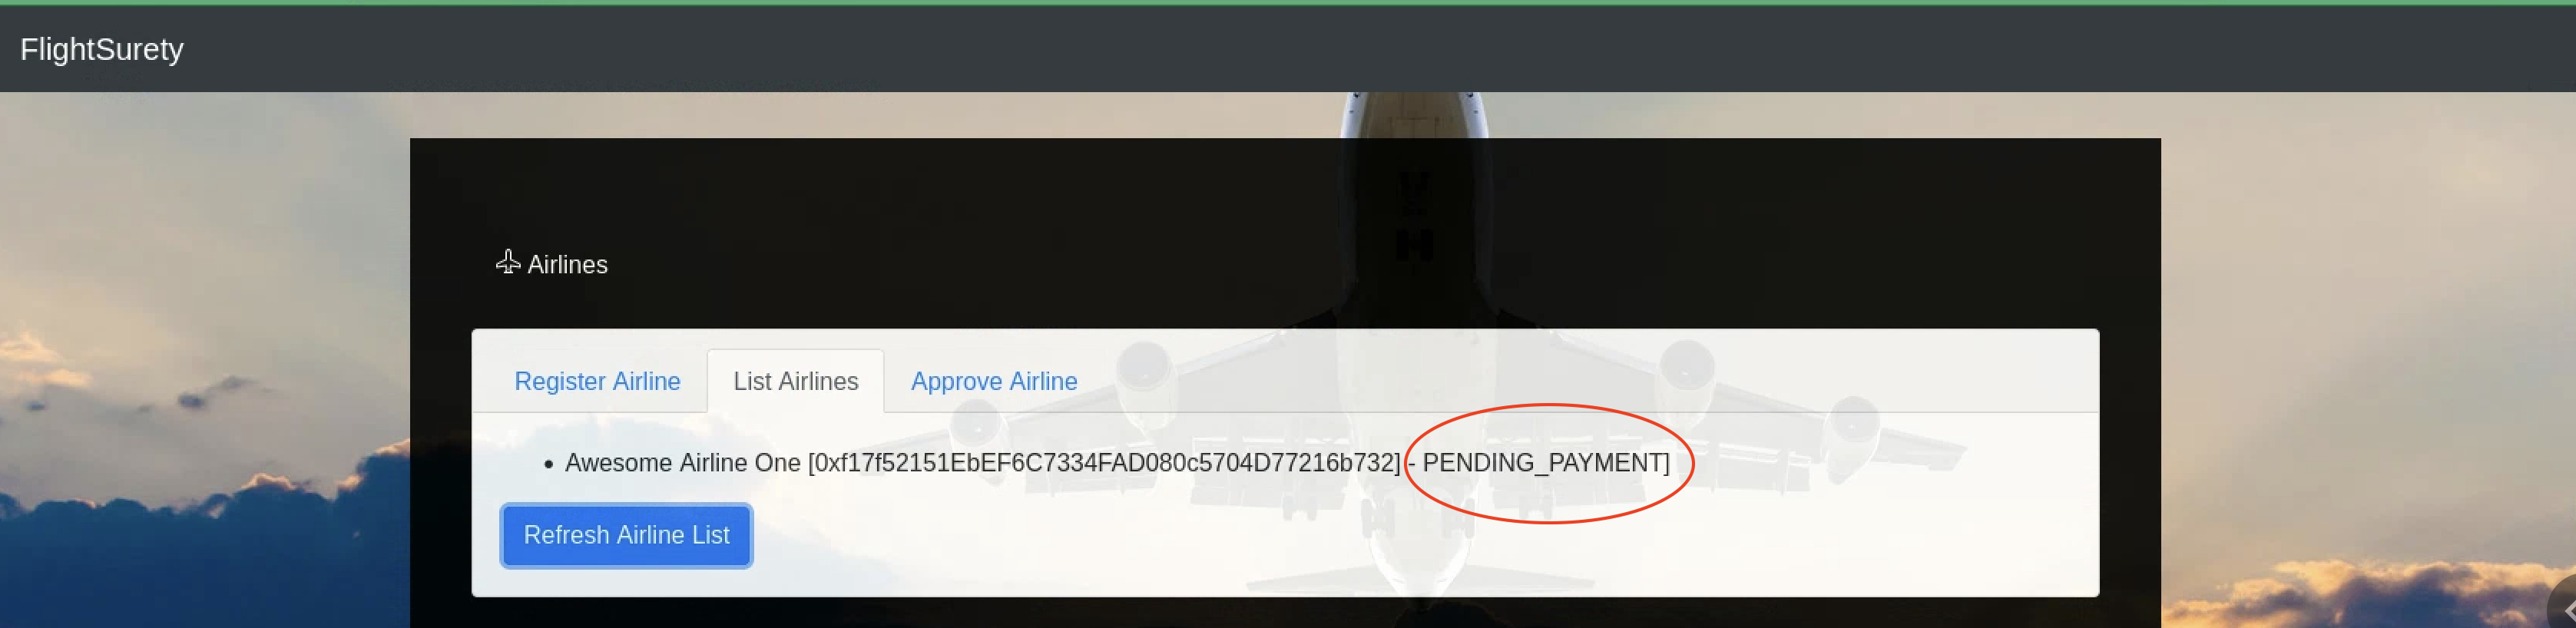 FlightSurety
Airlines
Register Airline
List Airlines
Approve Airline
Awesome Airline One [0xf17f52151EbEF6C7334FAD080c5704D77216b732] - PENDING_PAYMENT]
Refresh Airline List